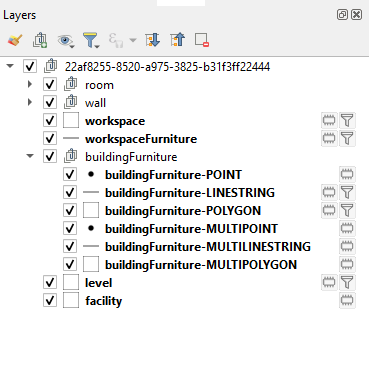 Layers
22af8255-8520-a975-3825-b31f3ff22444
room
wall
workspace
workspaceFurniture
buildingFurniture
buildingFurniture-POINT
buildingFurniture-LINESTRING
buildingFurniture-POLYGON
buildingFurniture-MULTIPOINT
buildingFurniture-MULTILINESTRING
buildingFurniture-MULTIPOLYGON
level
facility